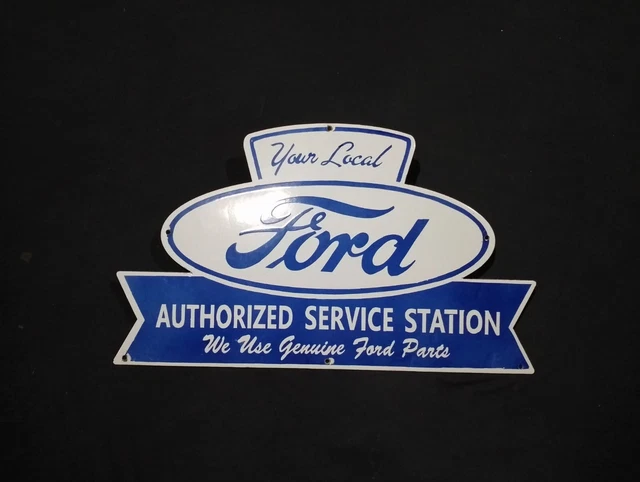 Your Local
Ford
AUTHORIZED SERVICE STATION
We Use Genuine Ford Parts